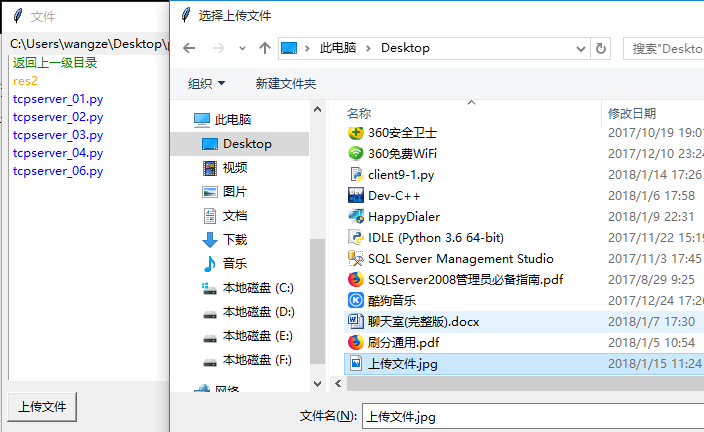 文件
C:\Users\wangze\Desktop\
返回上一级目录
res2
tcpserver_01.py
tcpserver_02.py
tcpserver_03.py
tcpserver_04.py
tcpserver_06.py
上传文件
选择上传文件
此电脑 > Desktop
搜索"Deskto
组织 新建文件夹
此电脑
Desktop
视频
图片
文档
下载
音乐
本地磁盘 (C:)
本地磁盘 (D:)
本地磁盘 (E:)
本地磁盘 (F:)
网络
名称 修改日期
360安全卫士 2017/10/19 19:01
360免费WiFi 2017/12/10 23:24
client9-1.py 2018/1/14 17:26
Dev-C++ 2018/1/6 17:58
HappyDialer 2018/1/9 22:31
IDLE (Python 3.6 64-bit) 2017/11/22 15:19
SQL Server Management Studio 2017/11/3 17:45
SQLServer2008管理员必备指南.pdf 2017/8/29 9:25
酷狗音乐 2017/12/24 17:26
聊天室(完整版).docx 2018/1/7 17:30
刷分通用.pdf 2018/1/5 10:54
上传文件.jpg 2018/1/15 11:24
文件名(N): 上传文件.jpg